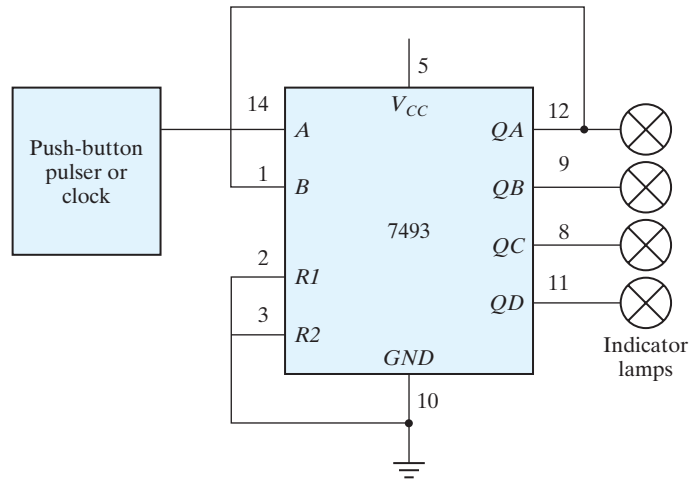 5
14
V_CC
12
A
QA
Push-button
pulser or
clock
1
9
B
QB
7493
8
QC
2
11
R1
QD
3
R2
Indicator
lamps
GND
10